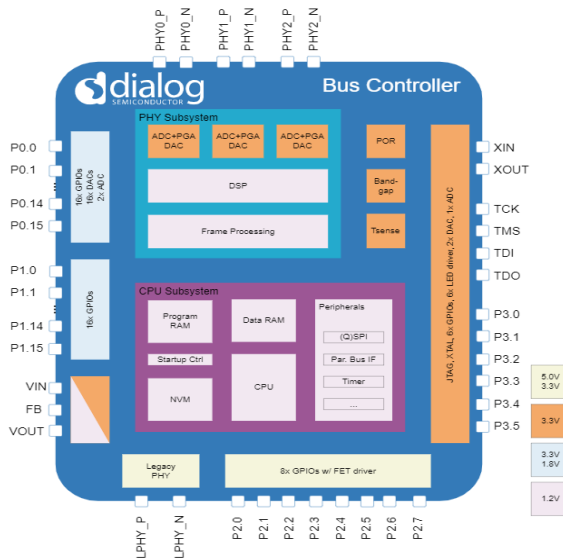 PHY0_P
PHY0_N
PHY1_P
PHY1_N
PHY2_P
PHY2_N
dialog
SEMICONDUCTOR
Bus Controller
PHY Subsystem
ADC+PGA
DAC
ADC+PGA
DAC
ADC+PGA
DAC
DSP
Frame Processing
POR
Band-
gap
Tsense
P0.0
P0.1
...
P0.14
P0.15
16x GPIOs
16x DACs
2x ADC
P1.0
P1.1
...
P1.14
P1.15
16x GPIOs
VIN
FB
VOUT
CPU Subsystem
Program
RAM
Data RAM
Startup Ctrl
NVM
CPU
Peripherals
(Q)SPI
Par. Bus IF
Timer
...
JTAG, XTAL, 6x GPIOs, 6x LED driver, 2x DAC, 1x ADC
XIN
XOUT
TCK
TMS
TDI
TDO
P3.0
P3.1
P3.2
P3.3
P3.4
P3.5
5.0V
3.3V
3.3V
3.3V
1.8V
1.2V
Legacy
PHY
8x GPIOs w/ FET driver
LPHY_P
LPHY_N
P2.0
P2.1
P2.2
P2.3
P2.4
P2.5
P2.6
P2.7